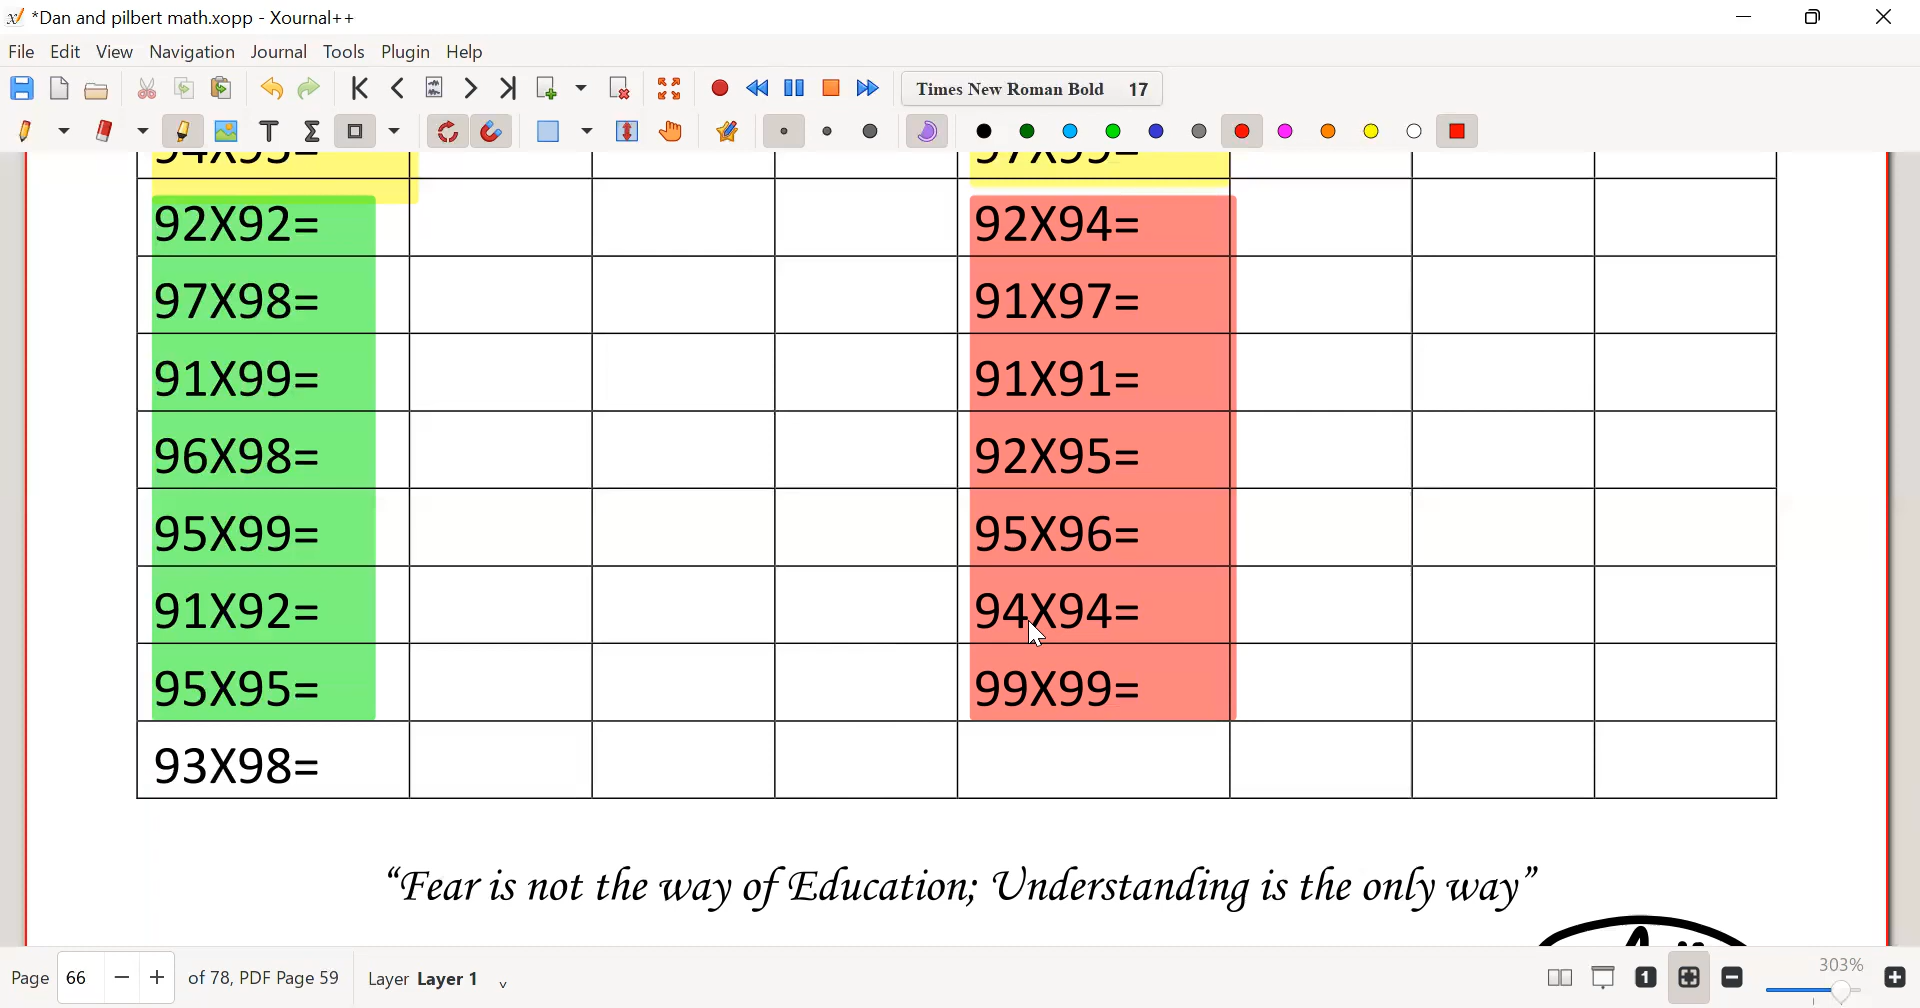 *Dan and pilbert math.xopp - Xournal++
File Edit View Navigation Journal Tools Plugin Help
Times New Roman Bold 17
92X92= 92X94=
97X98= 91X97=
91X99= 91X91=
96X98= 92X95=
95X99= 95X96=
91X92= 94X94=
95X95= 99X99=
93X98=
“Fear is not the way of Education; Understanding is the only way”
Page 66 of 78, PDF Page 59 Layer Layer 1 303%